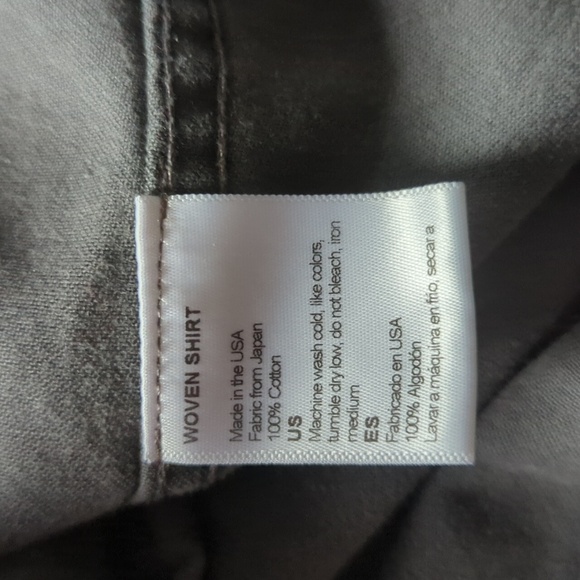 WOVEN SHIRT
Made in the USA
Fabric from Japan
100% Cotton
US
Machine wash cold, like colors,
tumble dry low, do not bleach, iron
medium
ES
Fabricado en USA
100% Algodón
Lavar a máquina en frio, secar a